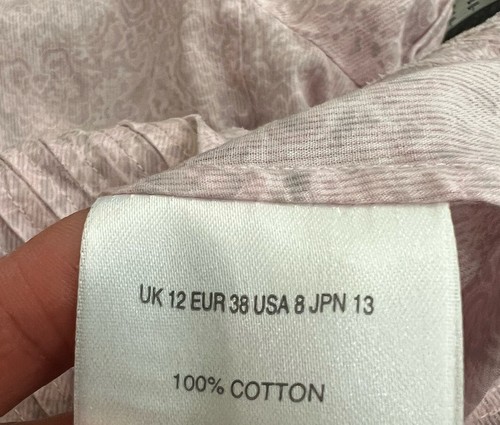 UK 12 EUR 38 USA 8 JPN 13
100% COTTON